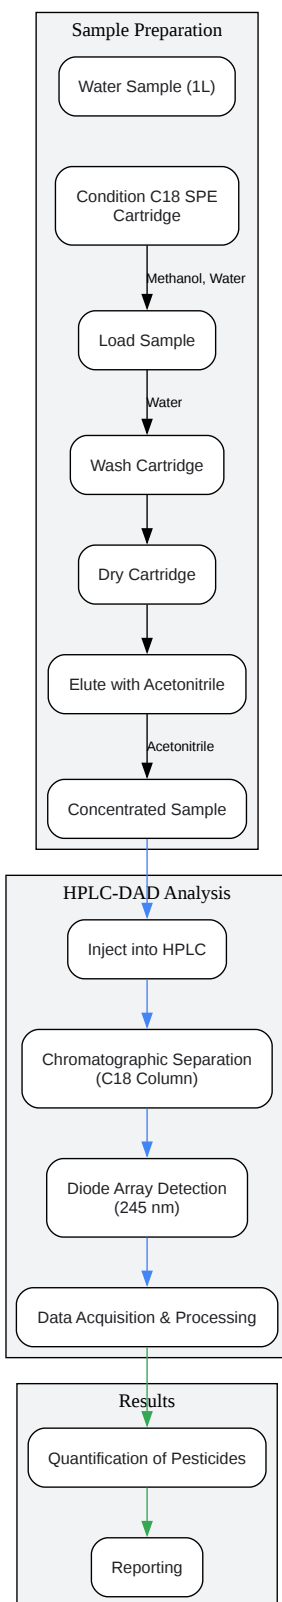 Sample Preparation
Water Sample (1L)
Condition C18 SPE
Cartridge
Methanol, Water
Load Sample
Water
Wash Cartridge
Dry Cartridge
Elute with Acetonitrile
Acetonitrile
Concentrated Sample
HPLC-DAD Analysis
Inject into HPLC
Chromatographic Separation
(C18 Column)
Diode Array Detection
(245 nm)
Data Acquisition & Processing
Results
Quantification of Pesticides
Reporting